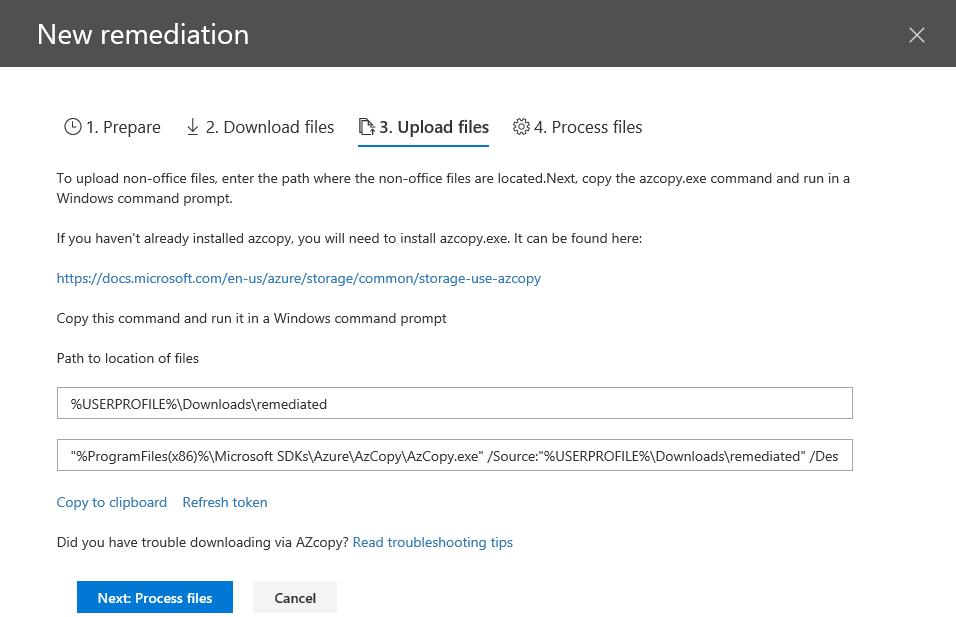 New remediation
1. Prepare
2. Download files
3. Upload files
4. Process files
To upload non-office files, enter the path where the non-office files are located.Next, copy the azcopy.exe command and run in a
Windows command prompt.
If you haven't already installed azcopy, you will need to install azcopy.exe. It can be found here:
https://docs.microsoft.com/en-us/azure/storage/common/storage-use-azcopy
Copy this command and run it in a Windows command prompt
Path to location of files
%USERPROFILE%\Downloads\remediated
"%ProgramFiles(x86)%\Microsoft SDKs\Azure\AzCopy\AzCopy.exe" /Source:"%USERPROFILE%\Downloads\remediated" /Des
Copy to clipboard
Refresh token
Did you have trouble downloading via AZcopy? Read troubleshooting tips
Next: Process files
Cancel